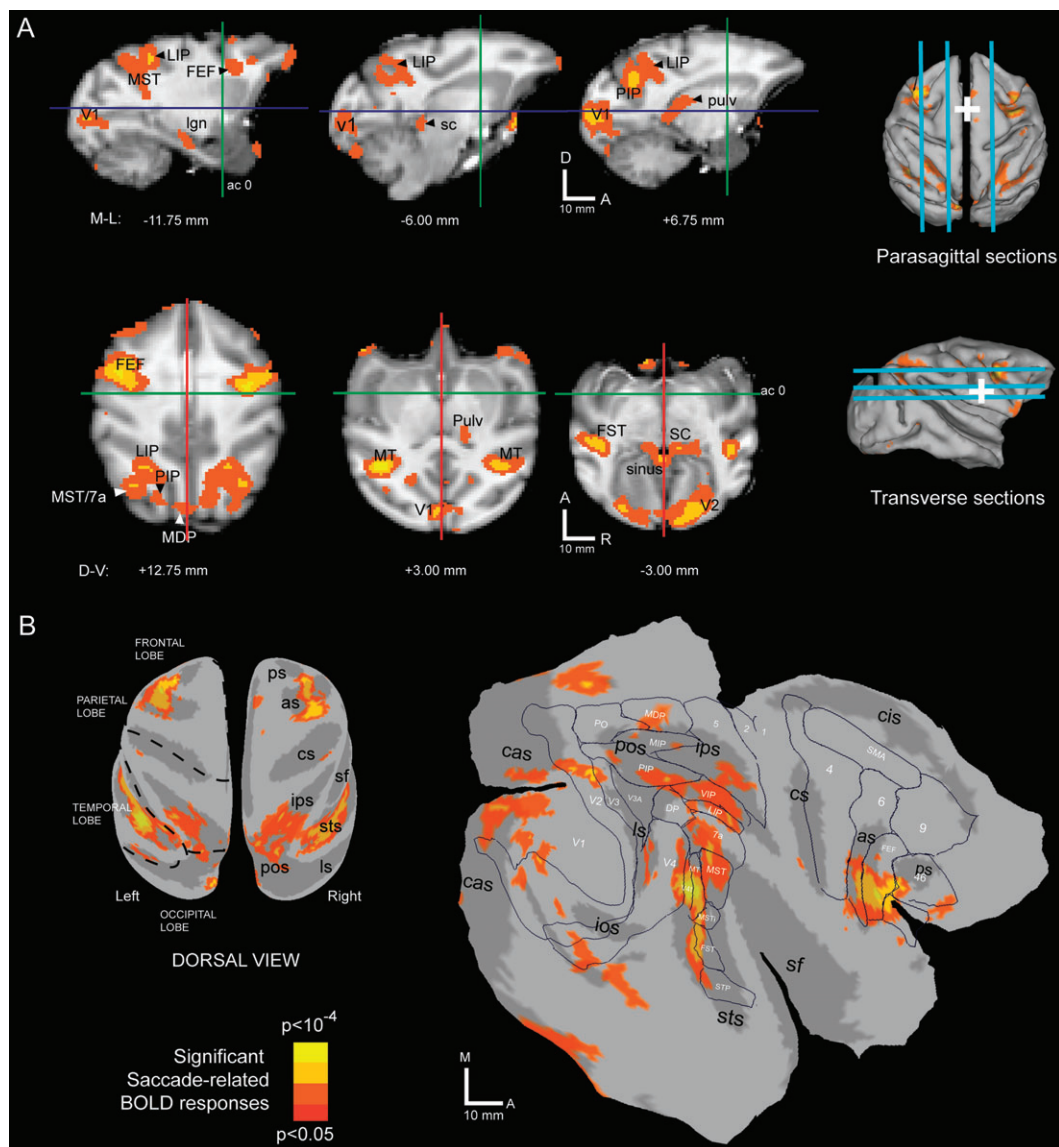 A
LIP
MST
FEF
V1
lgn
ac 0
LIP
v1
sc
LIP
PIP
V1
pulv
D
A
10 mm
M-L:
-11.75 mm
-6.00 mm
+6.75 mm
Parasagittal sections
FEF
LIP
PIP
MST/7a
MDP
Pulv
MT
MT
V1
ac 0
FST
SC
sinus
V2
A
R
10 mm
D-V:
+12.75 mm
+3.00 mm
-3.00 mm
Transverse sections
B
FRONTAL
LOBE
PARIETAL
LOBE
TEMPORAL
LOBE
OCCIPITAL
LOBE
ps
as
cs
sf
ips
sts
pos
ls
Left
Right
DORSAL VIEW
p<10-4
Significant
Saccade-related
BOLD responses
p<0.05
cas
PO
MDP
5
2
1
pos
MIP
ips
PIP
VIP
LIP
V2
V3
V3A
DP
7a
ls
V1
V4
MT
MST
cas
ios
FST
STP
sts
sf
cis
SMA
4
6
9
cs
as
FEF
ps
46
M
A
10 mm